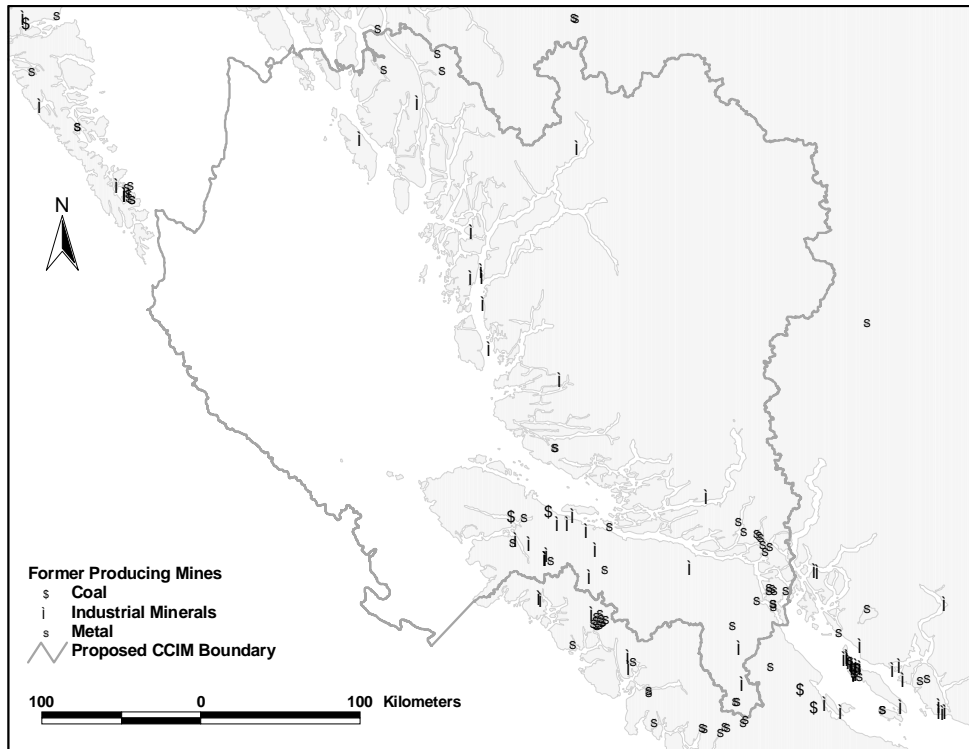 N
Former Producing Mines
$ Coal
ì Industrial Minerals
s Metal
Proposed CCIM Boundary
100 0 100 Kilometers